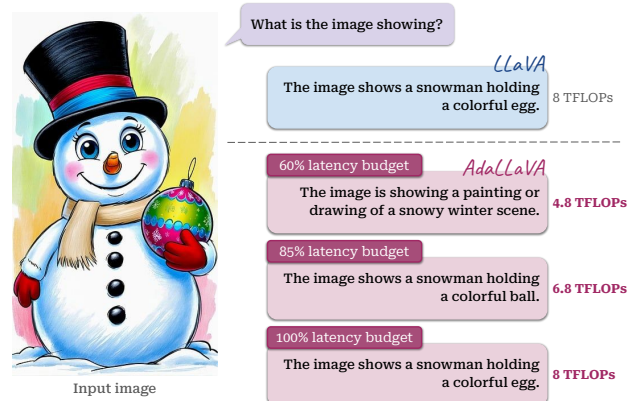 What is the image showing?
LLaVA
The image shows a snowman holding
a colorful egg.
8 TFLOPs
60% latency budget
AdaLLaVA
The image is showing a painting or
drawing of a snowy winter scene.
4.8 TFLOPs
85% latency budget
The image shows a snowman holding
a colorful ball.
6.8 TFLOPs
100% latency budget
The image shows a snowman holding
a colorful egg.
8 TFLOPs
Input image